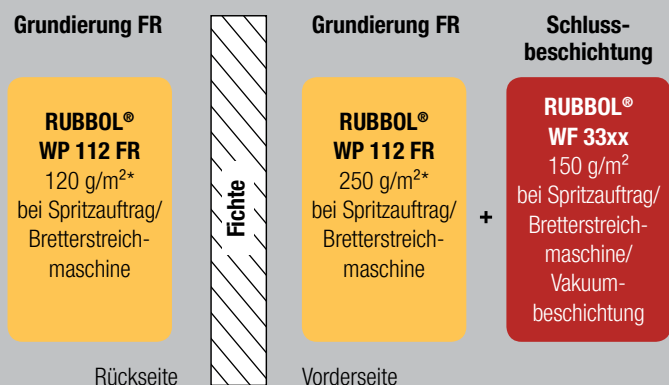 Grundierung FR
RUBBOL®
WP 112 FR
120 g/m²*
bei Spritzauftrag/
Bretterstreich-
maschine
Rückseite
Fichte
Grundierung FR
RUBBOL®
WP 112 FR
250 g/m²*
bei Spritzauftrag/
Bretterstreich-
maschine
Vorderseite
+
Schluss-
beschichtung
RUBBOL®
WF 33xx
150 g/m²
bei Spritzauftrag/
Bretterstreich-
maschine/
Vakuum-
beschichtung